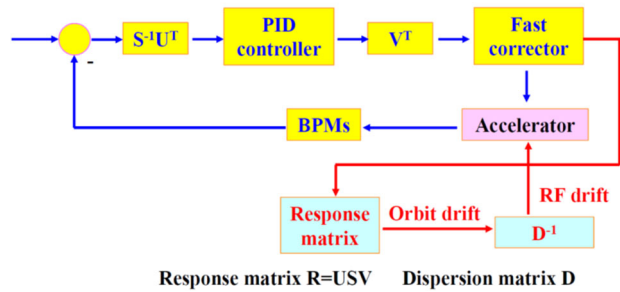 S⁻¹Uᵀ
PID
controller
Vᵀ
Fast
corrector
-
BPMs
Accelerator
Response
matrix
Orbit drift
RF drift
D⁻¹
Response matrix R=USV
Dispersion matrix D